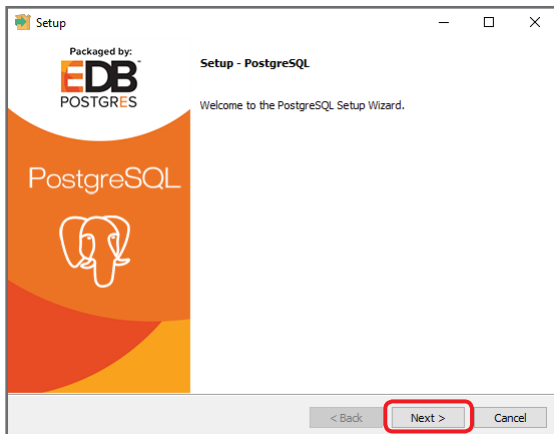 Setup
Packaged by:
EDB
POSTGRES
Setup - PostgreSQL
Welcome to the PostgreSQL Setup Wizard.
PostgreSQL
< Back
Next >
Cancel